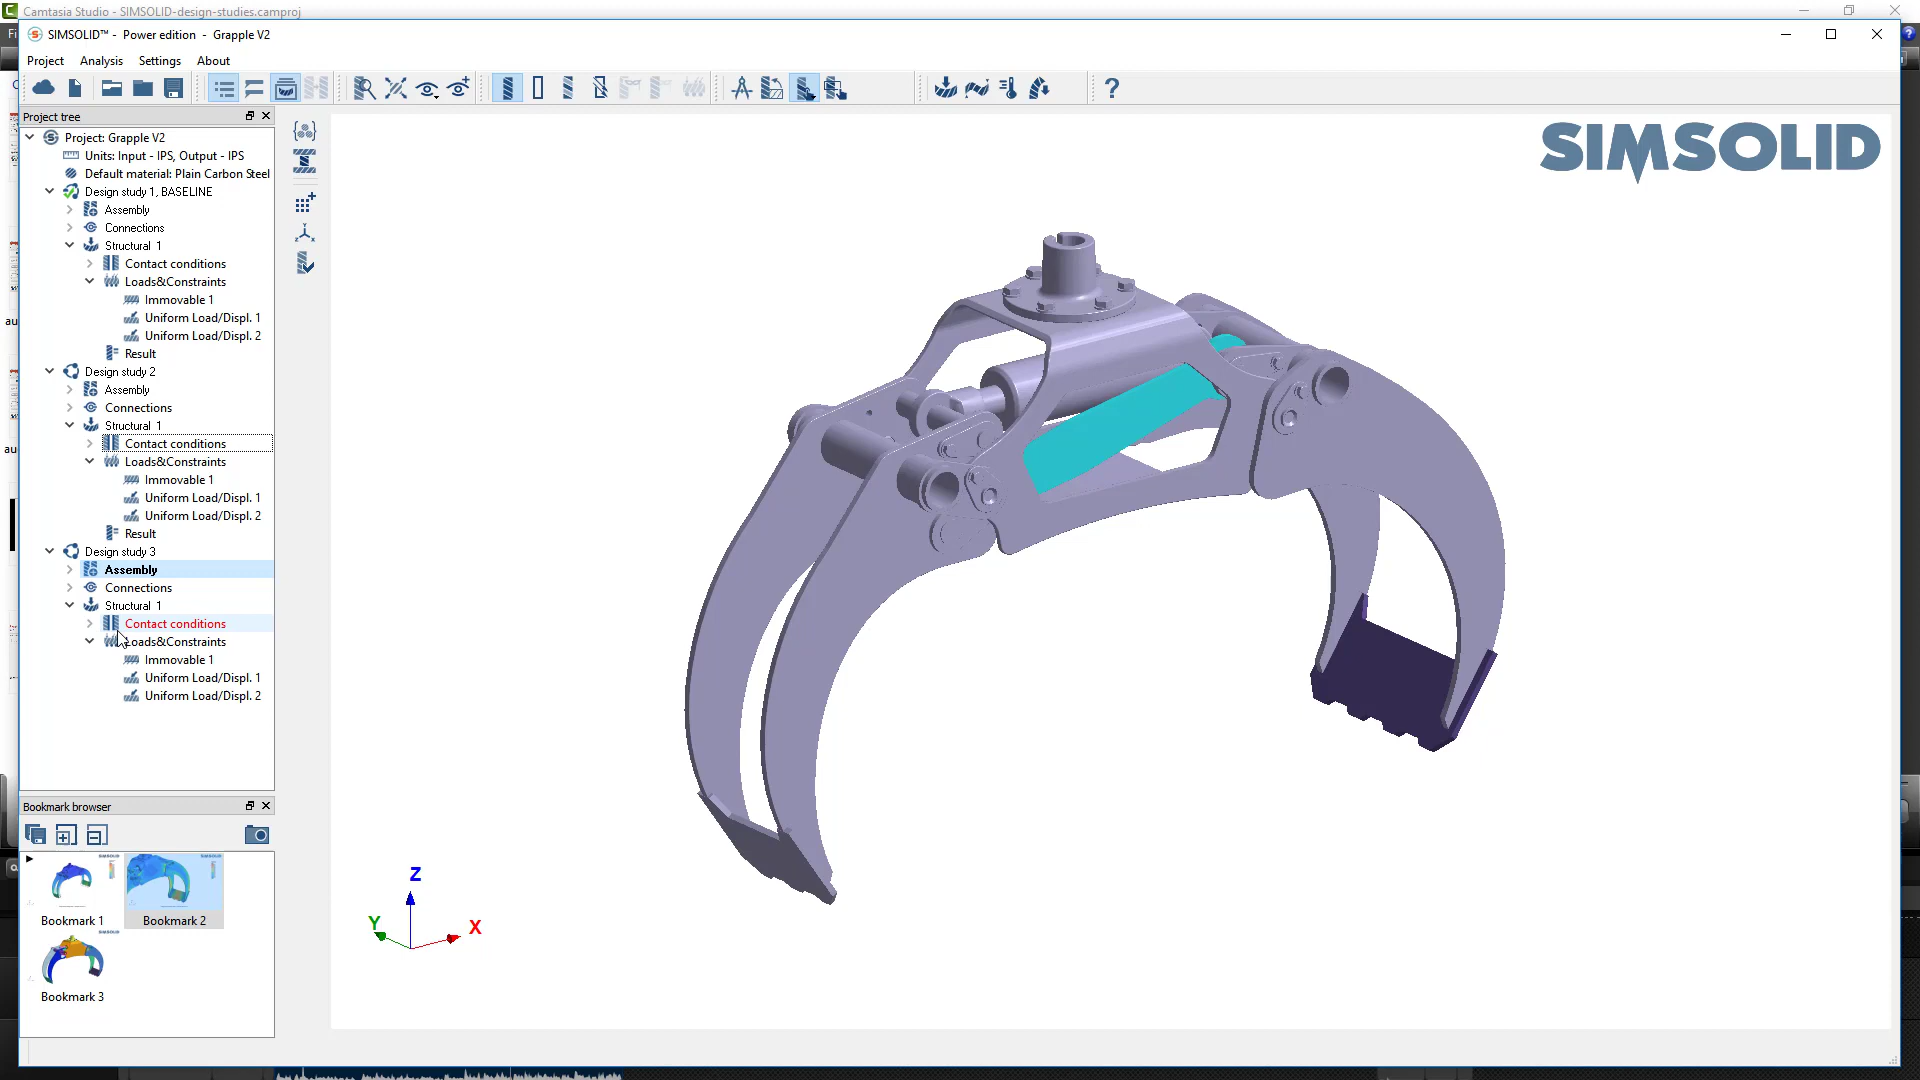 Camtasia Studio - SIMSOLID-design-studies.camproj
SIMSOLID™ - Power edition - Grapple V2
Fi
Project Analysis Settings About
Project tree
Project: Grapple V2
Units: Input - IPS, Output - IPS
Default material: Plain Carbon Steel
Design study 1, BASELINE
Assembly
Connections
Structural 1
Contact conditions
Loads&Constraints
Immovable 1
Uniform Load/Displ. 1
Uniform Load/Displ. 2
Result
Design study 2
Assembly
Connections
Structural 1
Contact conditions
Loads&Constraints
Immovable 1
Uniform Load/Displ. 1
Uniform Load/Displ. 2
Result
Design study 3
Assembly
Connections
Structural 1
Contact conditions
Loads&Constraints
Immovable 1
Uniform Load/Displ. 1
Uniform Load/Displ. 2
au
au
Bookmark browser
Bookmark 1
Bookmark 2
Bookmark 3
SIMSOLID
Z
Y
X